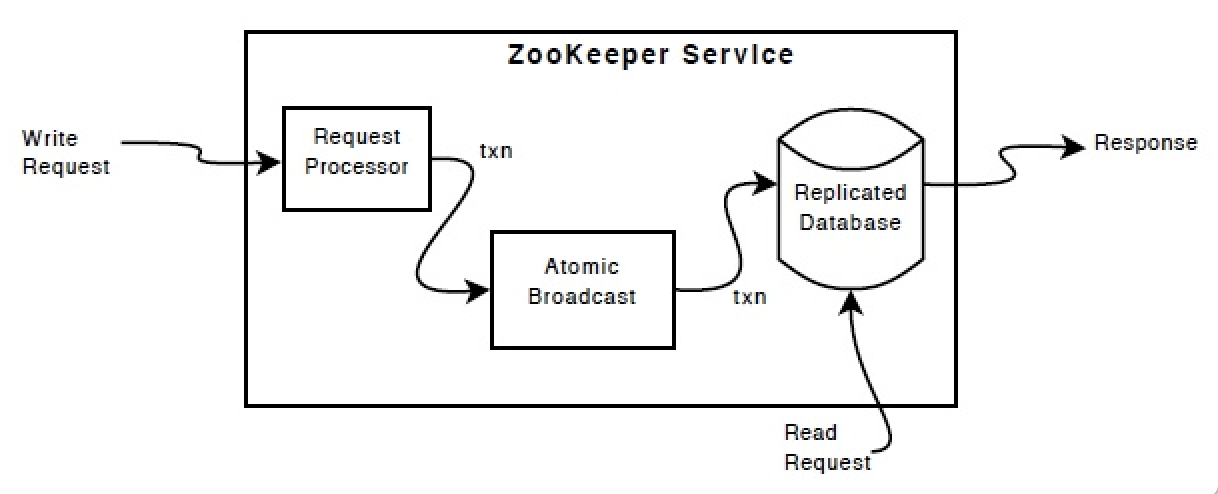 ZooKeeper Service
Write
Request
Request
Processor
txn
Atomic
Broadcast
txn
Replicated
Database
Response
Read
Request